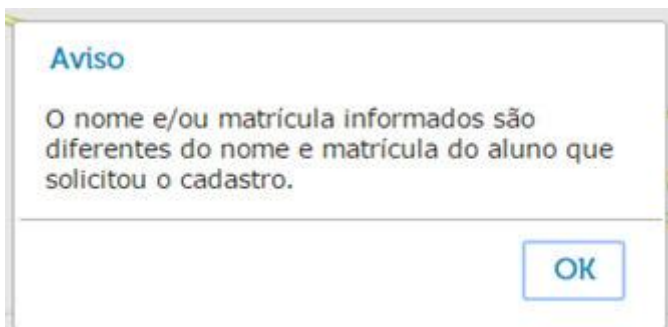 Aviso
O nome e/ou matrícula informados são
diferentes do nome e matrícula do aluno que
solicitou o cadastro.
OK